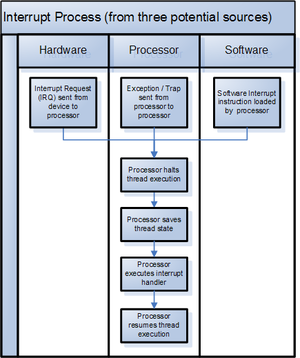 Interrupt Process (from three potential sources)
Hardware
Processor
Software
Interrupt Request
(IRQ) sent from
device to
processor
Exception / Trap
sent from
processor to
processor
Software Interrupt
instruction loaded
by processor
Processor halts
thread execution
Processor saves
thread state
Processor
executes interrupt
handler
Processor
resumes thread
execution